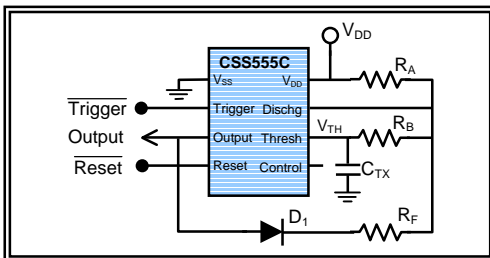 V_DD
CSS555C
R_A
V_SS V_DD
Trigger Trigger Dischg
Output Output Thresh V_TH R_B
Reset Reset Control C_TX
D_1 R_F